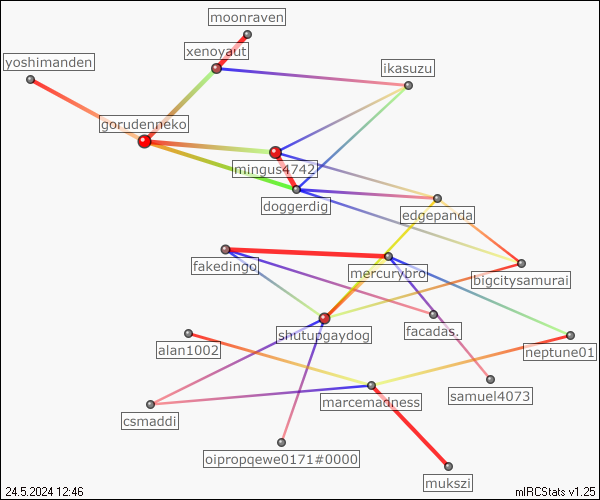 moonraven
xenoyaut
yoshimanden
ikasuzu
gorudenneko
mingus4742
doggerdig
edgepanda
fakedingo
mercurybro
bigcitysamurai
shutupgaydog
facadas.
alan1002
neptune01
marcemadness
samuel4073
csmaddi
oipropqewe0171#0000
mukszi
24.5.2024 12:46
mIRCStats v1.25